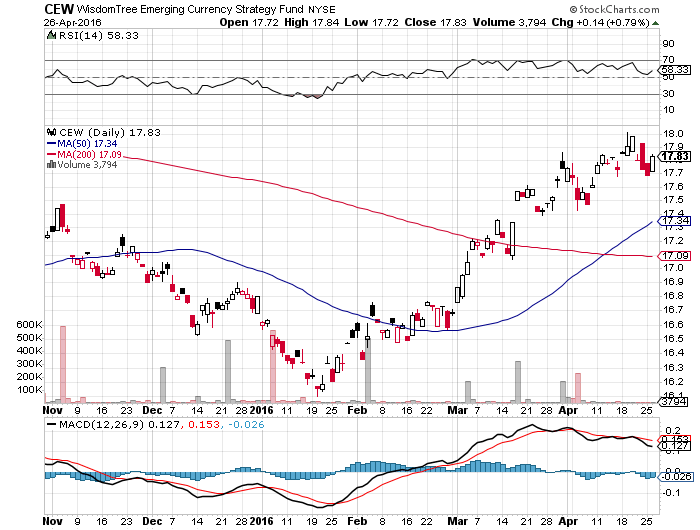 CEW WisdomTree Emerging Currency Strategy Fund NYSE © StockCharts.com
26-Apr-2016 Open 17.72 High 17.84 Low 17.72 Close 17.83 Volume 3,794 Chg +0.14 (+0.79%)
RSI(14) 58.33
90
70
58.33
50
30
10
CEW (Daily) 17.83
MA(50) 17.34
MA(200) 17.09
Volume 3,794
18.0
17.9
17.83
17.7
17.6
17.5
17.4
17.34
17.3
17.2
17.1
17.09
17.0
16.9
16.8
16.7
16.6
16.5
16.4
16.3
16.2
16.1
3794
600K
500K
400K
300K
200K
100K
Nov 9 16 23 Dec 7 14 21 28 2016 11 19 25 Feb 8 16 22 Mar 7 14 21 28 Apr 11 18 25
MACD(12,26,9) 0.127, 0.153, -0.026
0.2
0.153
0.127
0.1
0.0
-0.026
-0.1
Nov 9 16 23 Dec 7 14 21 28 2016 11 19 25 Feb 8 16 22 Mar 7 14 21 28 Apr 11 18 25